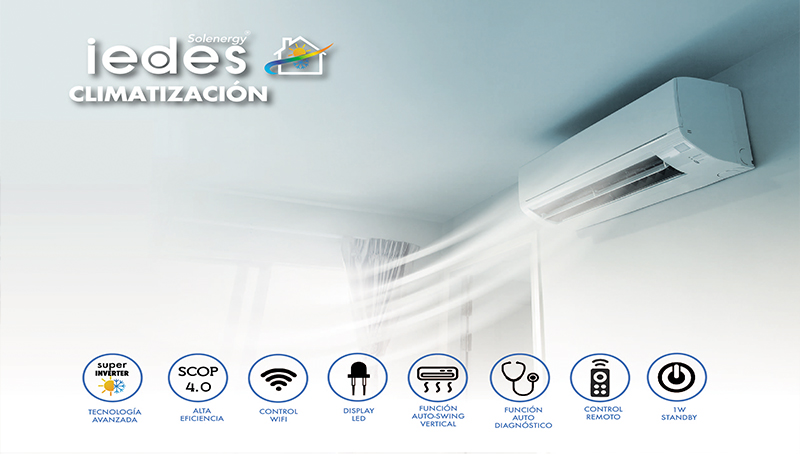 Solenergy®
iedes
CLIMATIZACIÓN
super
INVERTER
TECNOLOGÍA
AVANZADA
SCOP
4.0
ALTA
EFICIENCIA
CONTROL
WIFI
DISPLAY
LED
FUNCIÓN
AUTO-SWING
VERTICAL
FUNCIÓN
AUTO
DIAGNÓSTICO
CONTROL
REMOTO
1W
STANDBY